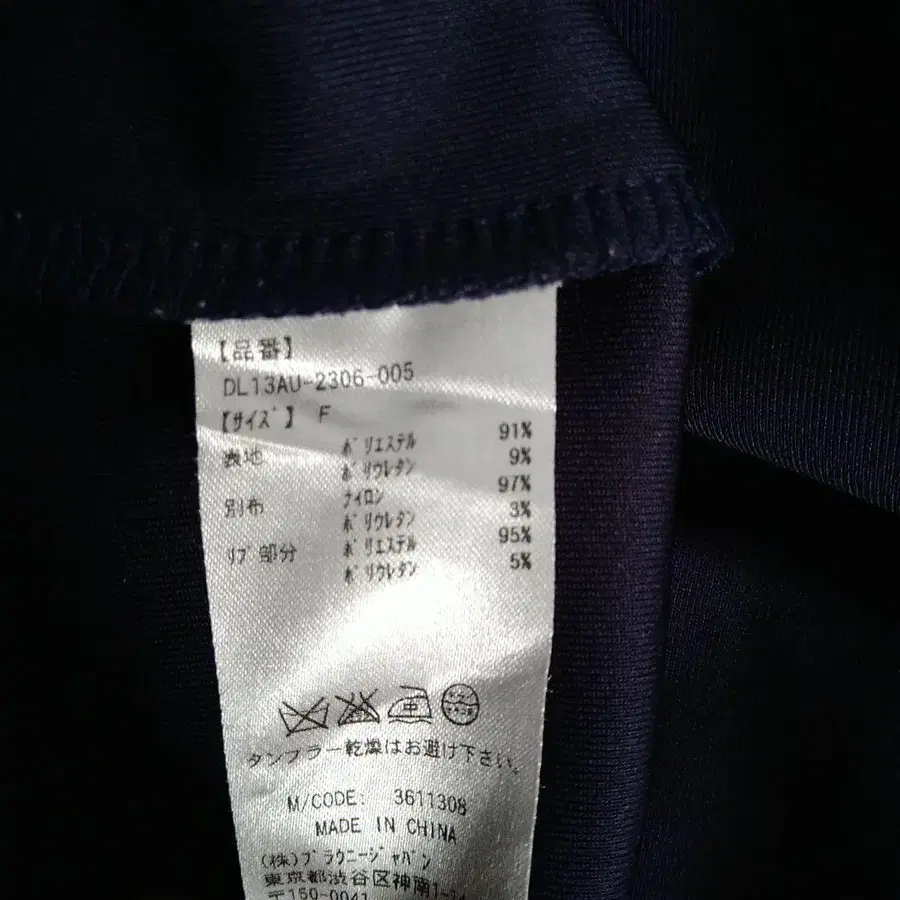 【品番】
DL13AU-2306-005
【ｻｲｽﾞ】 F
表地 ﾎﾟﾘｴｽﾃﾙ 91%
ﾎﾟﾘｳﾚﾀﾝ 9%
別布 ﾅｲﾛﾝ 97%
ﾎﾟﾘｳﾚﾀﾝ 3%
ﾘﾌﾞ部分 ﾎﾟﾘｴｽﾃﾙ 95%
ﾎﾟﾘｳﾚﾀﾝ 5%
中
タンブラー乾燥はお避け下さい。
M/CODE: 3611308
MADE IN CHINA
(株)ﾌﾞﾗｳﾆｰｼﾞｬﾊﾟﾝ
東京都渋谷区神南1-
〒150-0041